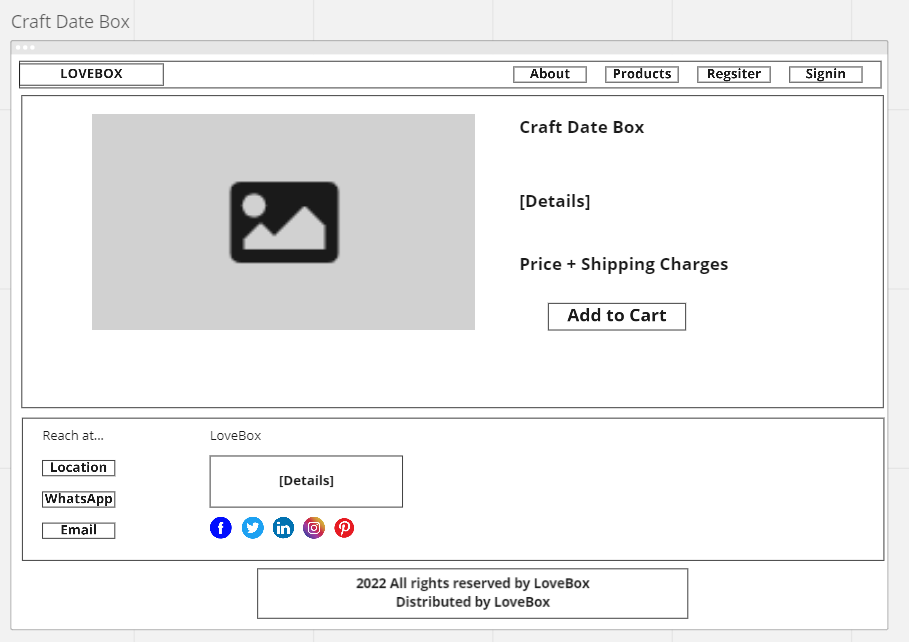 Craft Date Box
LOVEBOX
About
Products
Regsiter
Signin
Craft Date Box
[Details]
Price + Shipping Charges
Add to Cart
Reach at...
Location
WhatsApp
Email
LoveBox
[Details]
2022 All rights reserved by LoveBox
Distributed by LoveBox